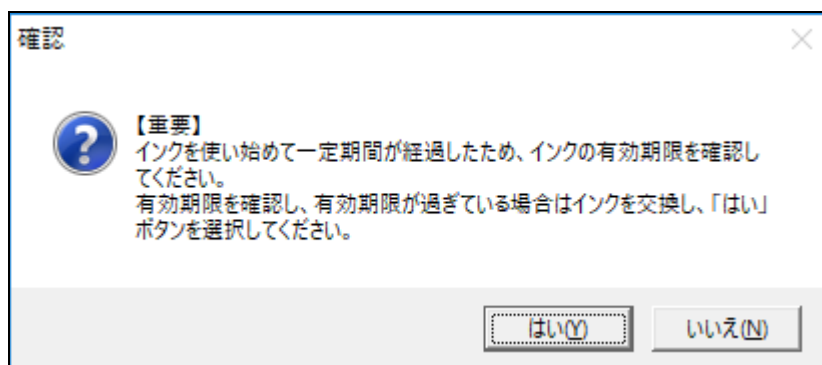 確認
【重要】
インクを使い始めて一定期間が経過したため、インクの有効期限を確認し
てください。
有効期限を確認し、有効期限が過ぎている場合はインクを交換し、「はい」
ボタンを選択してください。
はい(Y)
いいえ(N)